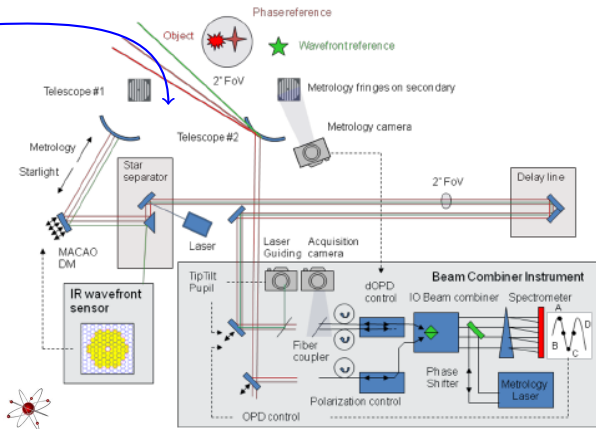 Phase reference
Object
Wavefront reference
2" FoV
Telescope #1
Metrology fringes on secondary
Telescope #2
Metrology camera
Metrology
Starlight
Star
separator
2" FoV
Delay line
MACAO
DM
Laser
Laser
Guiding
Acquisition
camera
TipTilt
Pupil
dOPD
control
Beam Combiner Instrument
IO Beam combiner
Spectrometer
IR wavefront
sensor
A
D
B
C
Fiber
coupler
Phase
Shifter
Metrology
Laser
Polarization control
OPD control